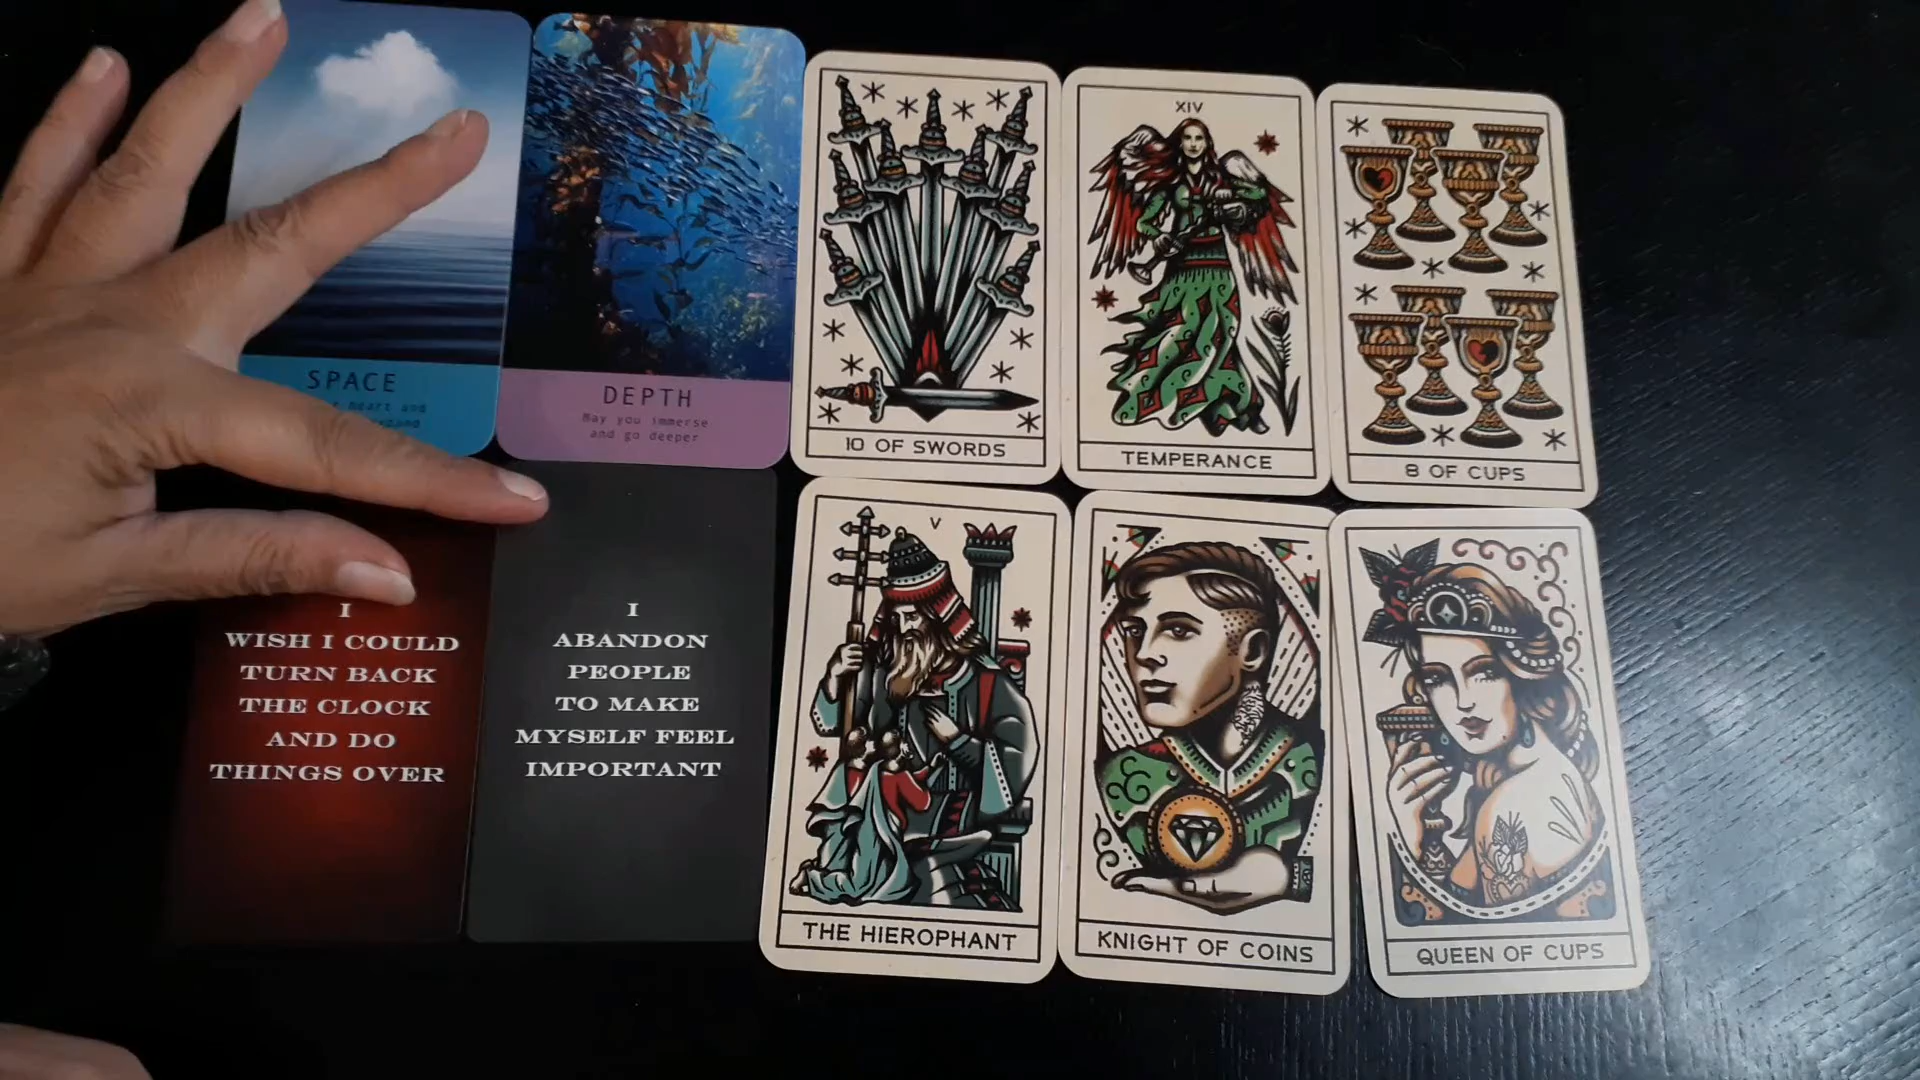 SPACE
heart and
DEPTH
May you immerse
and go deeper
10 OF SWORDS
XIV
TEMPERANCE
8 OF CUPS
I
WISH I COULD
TURN BACK
THE CLOCK
AND DO
THINGS OVER
I
ABANDON
PEOPLE
TO MAKE
MYSELF FEEL
IMPORTANT
V
THE HIEROPHANT
KNIGHT OF COINS
QUEEN OF CUPS